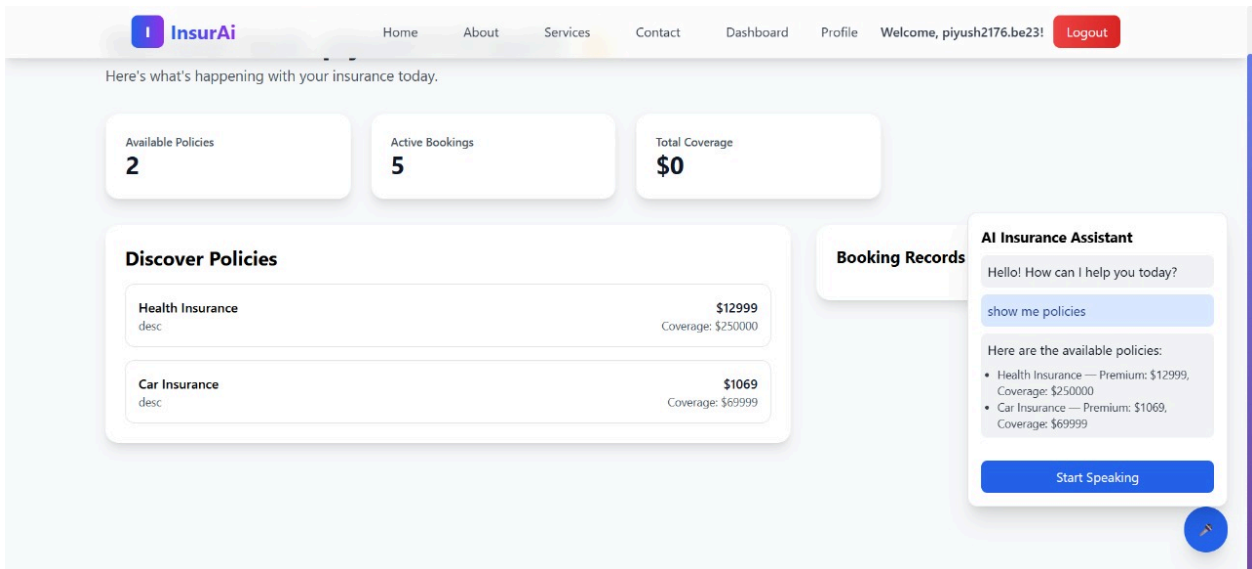 I InsurAi
Home About Services Contact Dashboard Profile Welcome, piyush2176.be23! Logout
Here's what's happening with your insurance today.
Available Policies
2
Active Bookings
5
Total Coverage
$0
Discover Policies
Health Insurance
desc
$12999
Coverage: $250000
Car Insurance
desc
$1069
Coverage: $69999
Booking Records
AI Insurance Assistant
Hello! How can I help you today?
show me policies
Here are the available policies:
• Health Insurance — Premium: $12999,
Coverage: $250000
• Car Insurance — Premium: $1069,
Coverage: $69999
Start Speaking